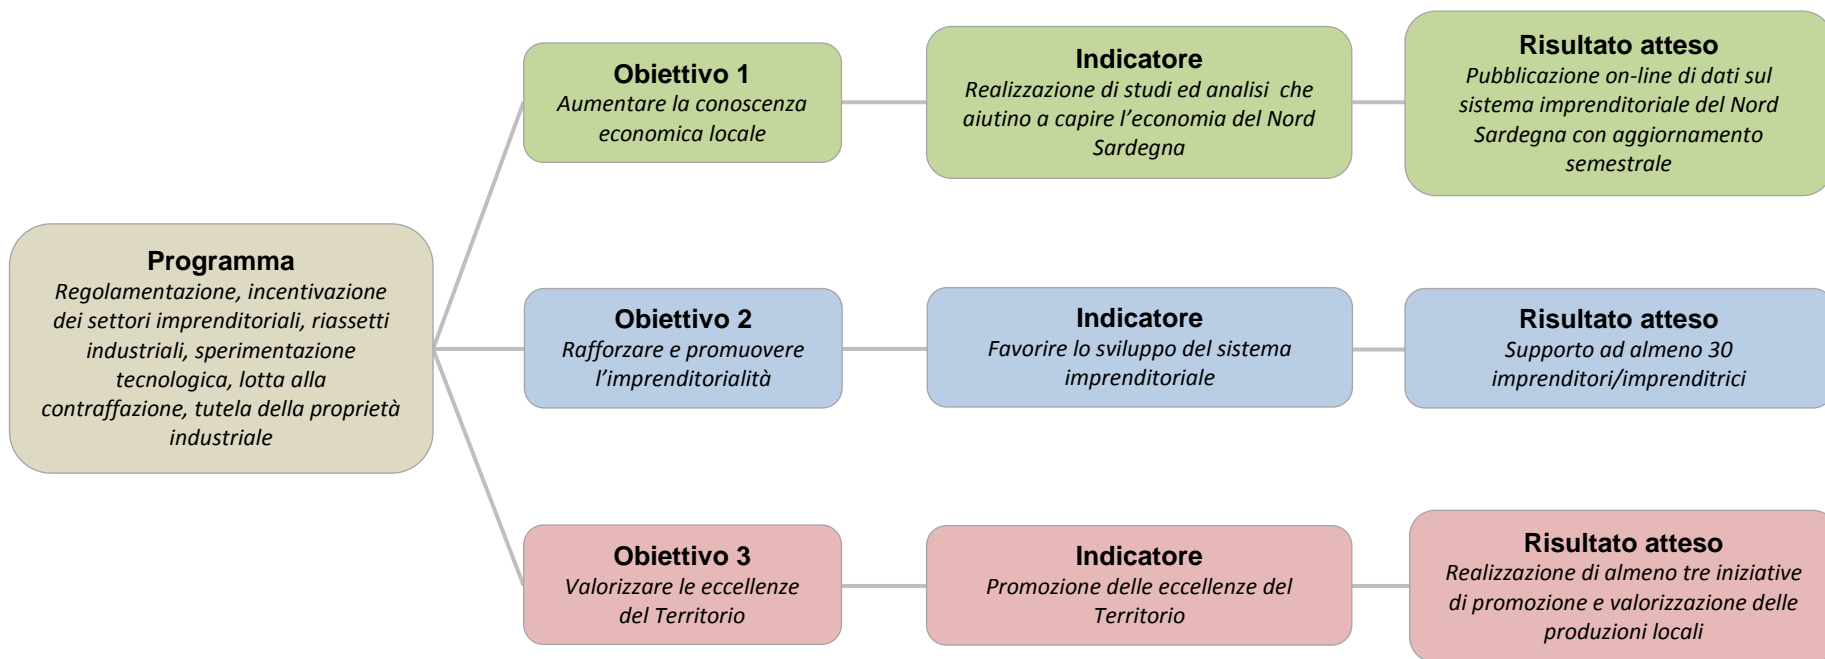 Programma
Regolamentazione, incentivazione
dei settori imprenditoriali, riassetti
industriali, sperimentazione
tecnologica, lotta alla
contraffazione, tutela della proprietà
industriale
Obiettivo 1
Aumentare la conoscenza
economica locale
Indicatore
Realizzazione di studi ed analisi che
aiutino a capire l’economia del Nord
Sardegna
Risultato atteso
Pubblicazione on-line di dati sul
sistema imprenditoriale del Nord
Sardegna con aggiornamento
semestrale
Obiettivo 2
Rafforzare e promuovere
l’imprenditorialità
Indicatore
Favorire lo sviluppo del sistema
imprenditoriale
Risultato atteso
Supporto ad almeno 30
imprenditori/imprenditrici
Obiettivo 3
Valorizzare le eccellenze
del Territorio
Indicatore
Promozione delle eccellenze del
Territorio
Risultato atteso
Realizzazione di almeno tre iniziative
di promozione e valorizzazione delle
produzioni locali